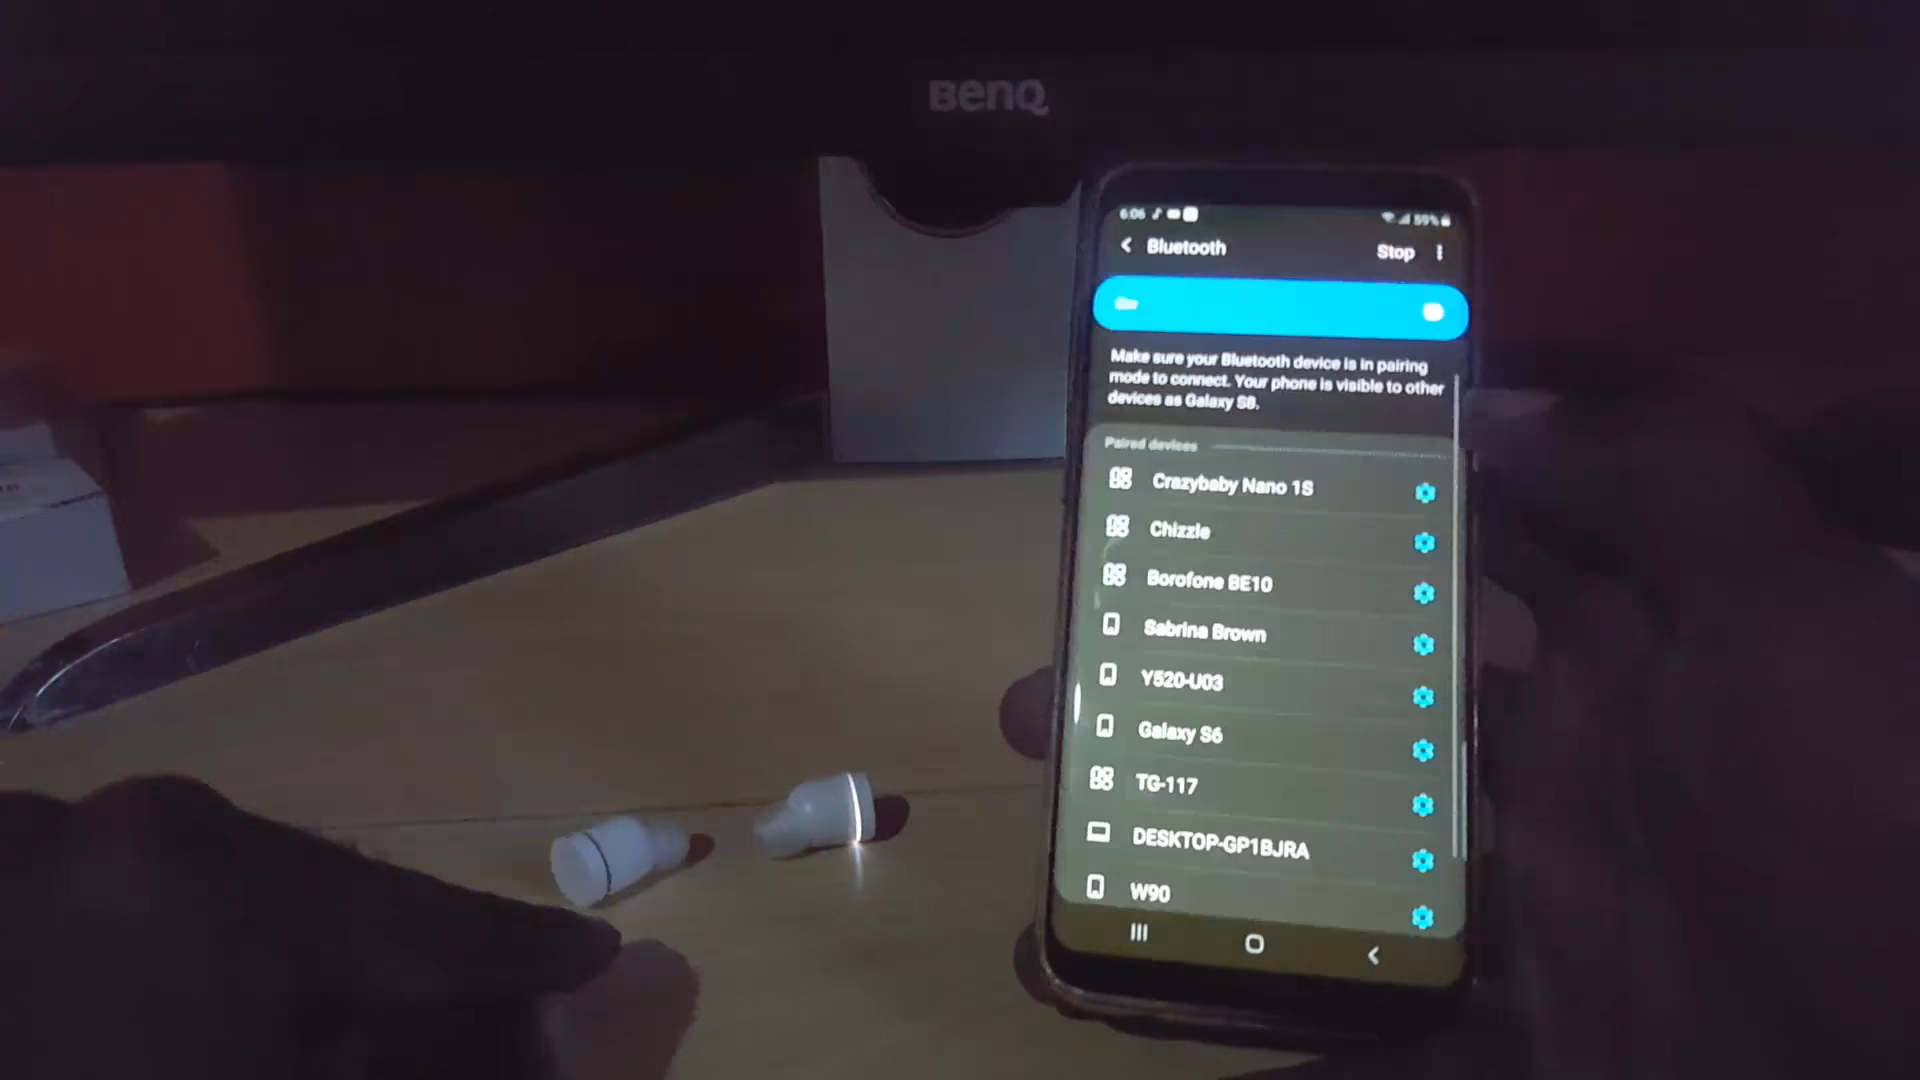 BenQ
6:06
59%
Bluetooth
Stop
On
Make sure your Bluetooth device is in pairing
mode to connect. Your phone is visible to other
devices as Galaxy S8.
Paired devices
Crazybaby Nano 1S
Chizzle
Borofone BE10
Sabrina Brown
Y520-U03
Galaxy S6
TG-117
DESKTOP-GP1BJRA
W90